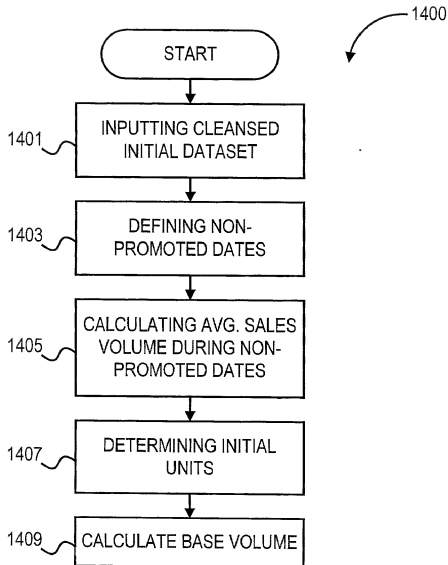 1400
START
1401
INPUTTING CLEANSED
INITIAL DATASET
1403
DEFINING NON-
PROMOTED DATES
1405
CALCULATING AVG. SALES
VOLUME DURING NON-
PROMOTED DATES
1407
DETERMINING INITIAL
UNITS
1409
CALCULATE BASE VOLUME